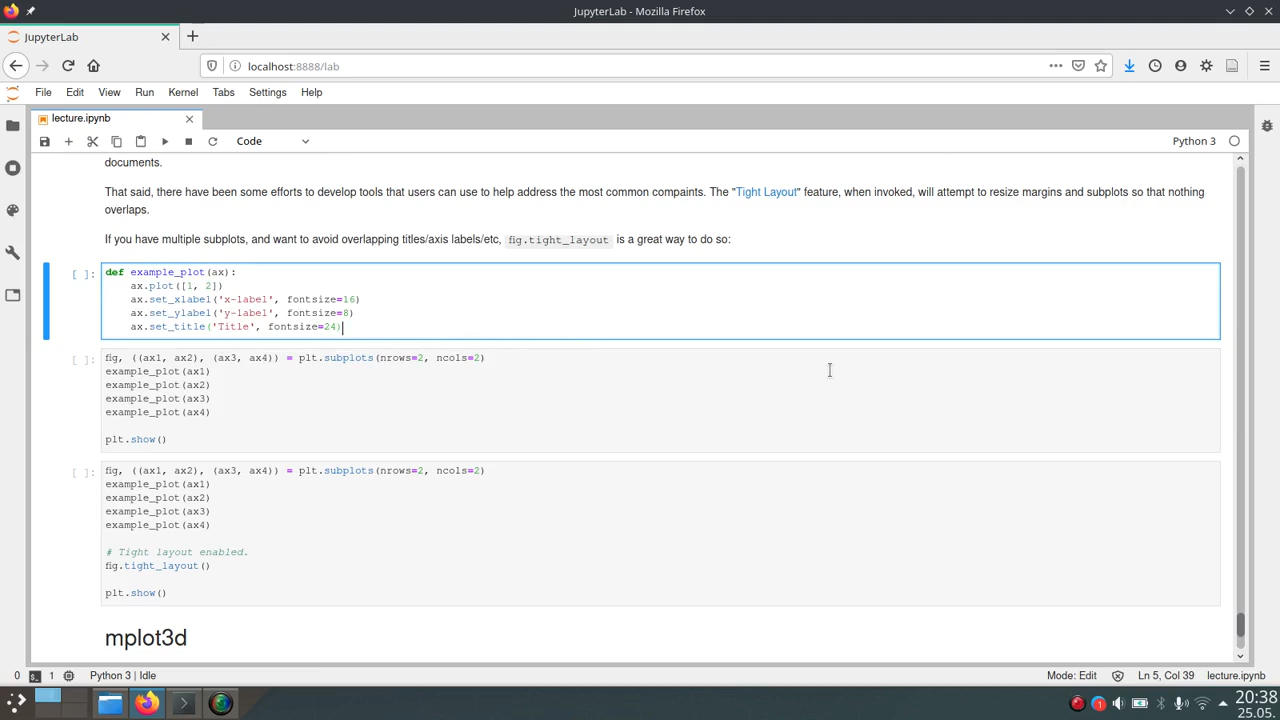 JupyterLab - Mozilla Firefox
JupyterLab
localhost:8888/lab
File Edit View Run Kernel Tabs Settings Help
lecture.ipynb
Code
Python 3
documents.
That said, there have been some efforts to develop tools that users can use to help address the most common compaints. The "Tight Layout" feature, when invoked, will attempt to resize margins and subplots so that nothing
overlaps.
If you have multiple subplots, and want to avoid overlapping titles/axis labels/etc, fig.tight_layout is a great way to do so:
[ ]: def example_plot(ax):
    ax.plot([1, 2])
    ax.set_xlabel('x-label', fontsize=16)
    ax.set_ylabel('y-label', fontsize=8)
    ax.set_title('Title', fontsize=24)
[ ]: fig, ((ax1, ax2), (ax3, ax4)) = plt.subplots(nrows=2, ncols=2)
example_plot(ax1)
example_plot(ax2)
example_plot(ax3)
example_plot(ax4)
plt.show()
[ ]: fig, ((ax1, ax2), (ax3, ax4)) = plt.subplots(nrows=2, ncols=2)
example_plot(ax1)
example_plot(ax2)
example_plot(ax3)
example_plot(ax4)
# Tight layout enabled.
fig.tight_layout()
plt.show()
mplot3d
0 1 Python 3 | Idle
Mode: Edit Ln 5, Col 39 lecture.ipynb
1
20:38
25.05.